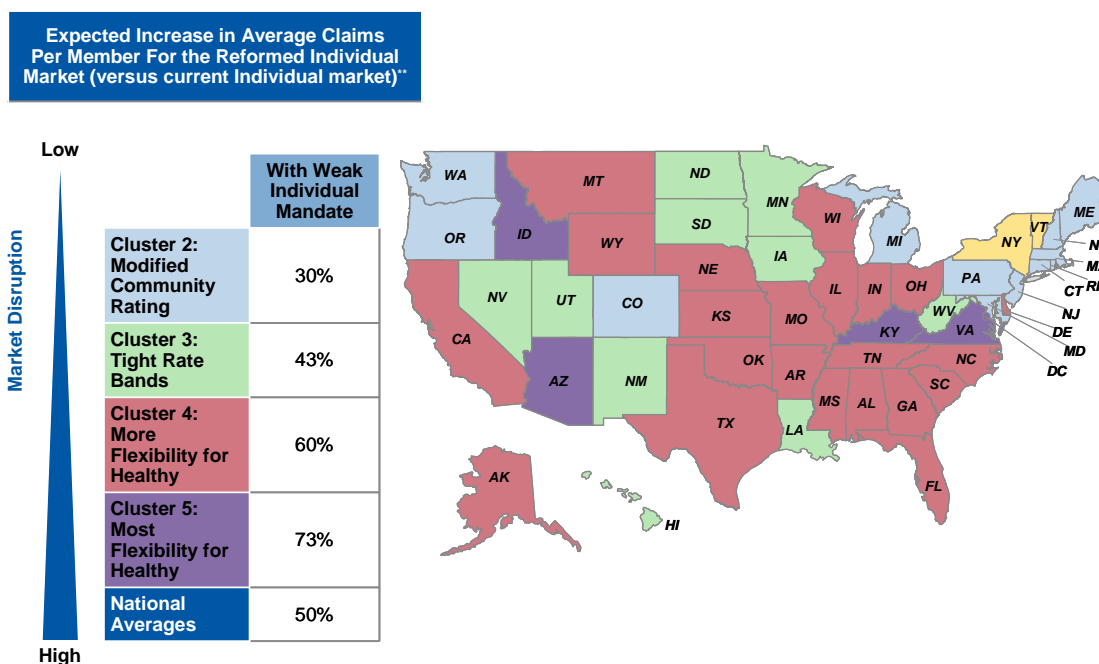 Expected Increase in Average Claims
Per Member For the Reformed Individual
Market (versus current Individual market)**
Low
Market Disruption
High
With Weak
Individual
Mandate
Cluster 2:
Modified
Community
Rating
30%
Cluster 3:
Tight Rate
Bands
43%
Cluster 4:
More
Flexibility for
Healthy
60%
Cluster 5:
Most
Flexibility for
Healthy
73%
National
Averages
50%
WA
MT
ND
MN
OR
ID
WY
SD
WI
MI
NY
VT
ME
IA
NE
PA
NV
UT
CO
IL
IN
OH
CT
NJ
CA
KS
MO
WV
KY
VA
DE
MD
DC
AZ
NM
OK
AR
TN
NC
SC
TX
LA
MS
AL
GA
FL
AK
HI